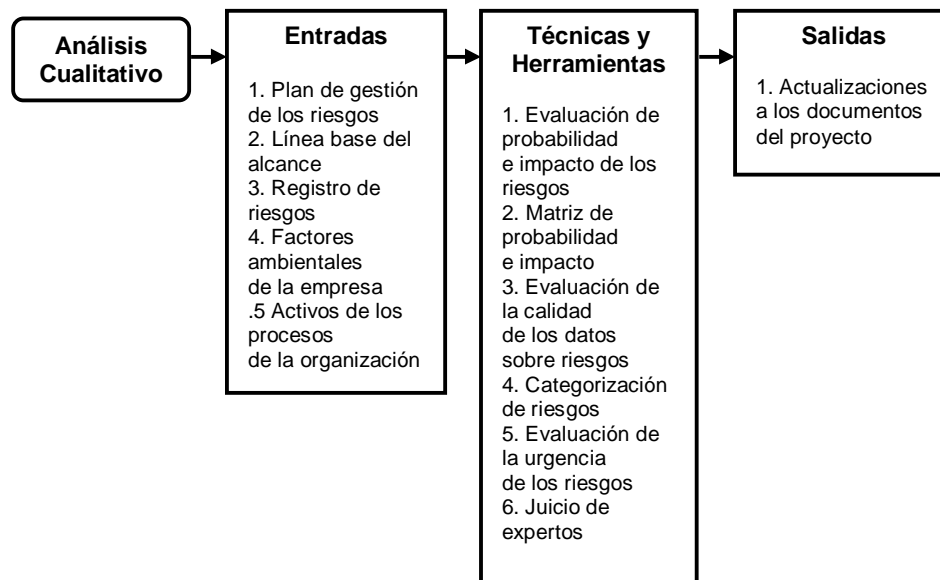 Análisis
Cualitativo
Entradas
1. Plan de gestión
de los riesgos
2. Línea base del
alcance
3. Registro de
riesgos
4. Factores
ambientales
de la empresa
.5 Activos de los
procesos
de la organización
Técnicas y
Herramientas
1. Evaluación de
probabilidad
e impacto de los
riesgos
2. Matriz de
probabilidad
e impacto
3. Evaluación de
la calidad
de los datos
sobre riesgos
4. Categorización
de riesgos
5. Evaluación de
la urgencia
de los riesgos
6. Juicio de
expertos
Salidas
1. Actualizaciones
a los documentos
del proyecto